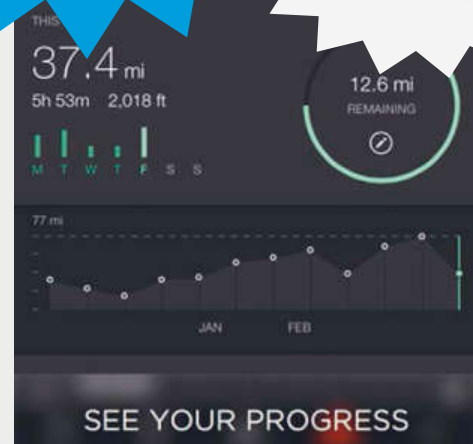 THIS
37.4 mi
5h 53m 2,018 ft
M T W T F S S
12.6 mi
REMAINING
77 mi
JAN FEB
SEE YOUR PROGRESS